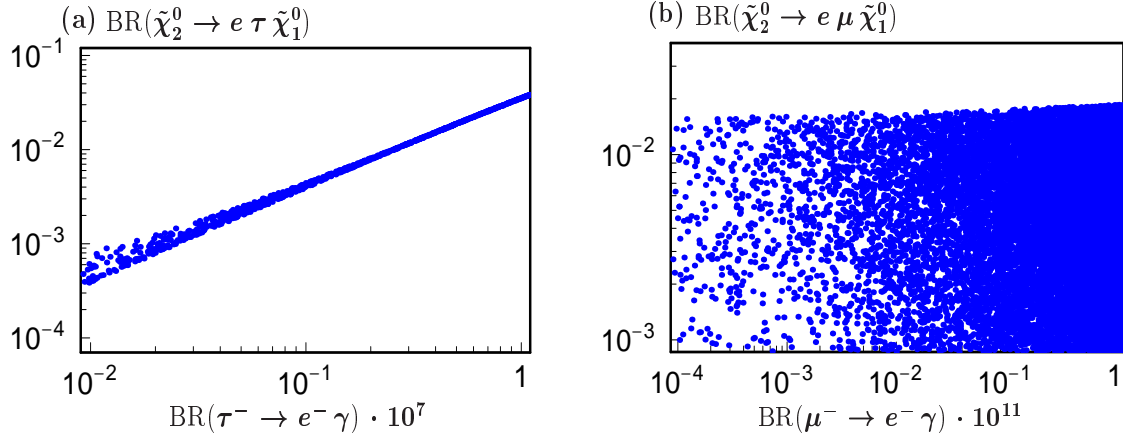 (a) BR(χ̃⁰₂ → e τ χ̃⁰₁)
10⁻¹
10⁻²
10⁻³
10⁻⁴
10⁻² 10⁻¹ 1
BR(τ⁻ → e⁻ γ) · 10⁷
(b) BR(χ̃⁰₂ → e μ χ̃⁰₁)
10⁻²
10⁻³
10⁻⁴ 10⁻³ 10⁻² 10⁻¹ 1
BR(μ⁻ → e⁻ γ) · 10¹¹